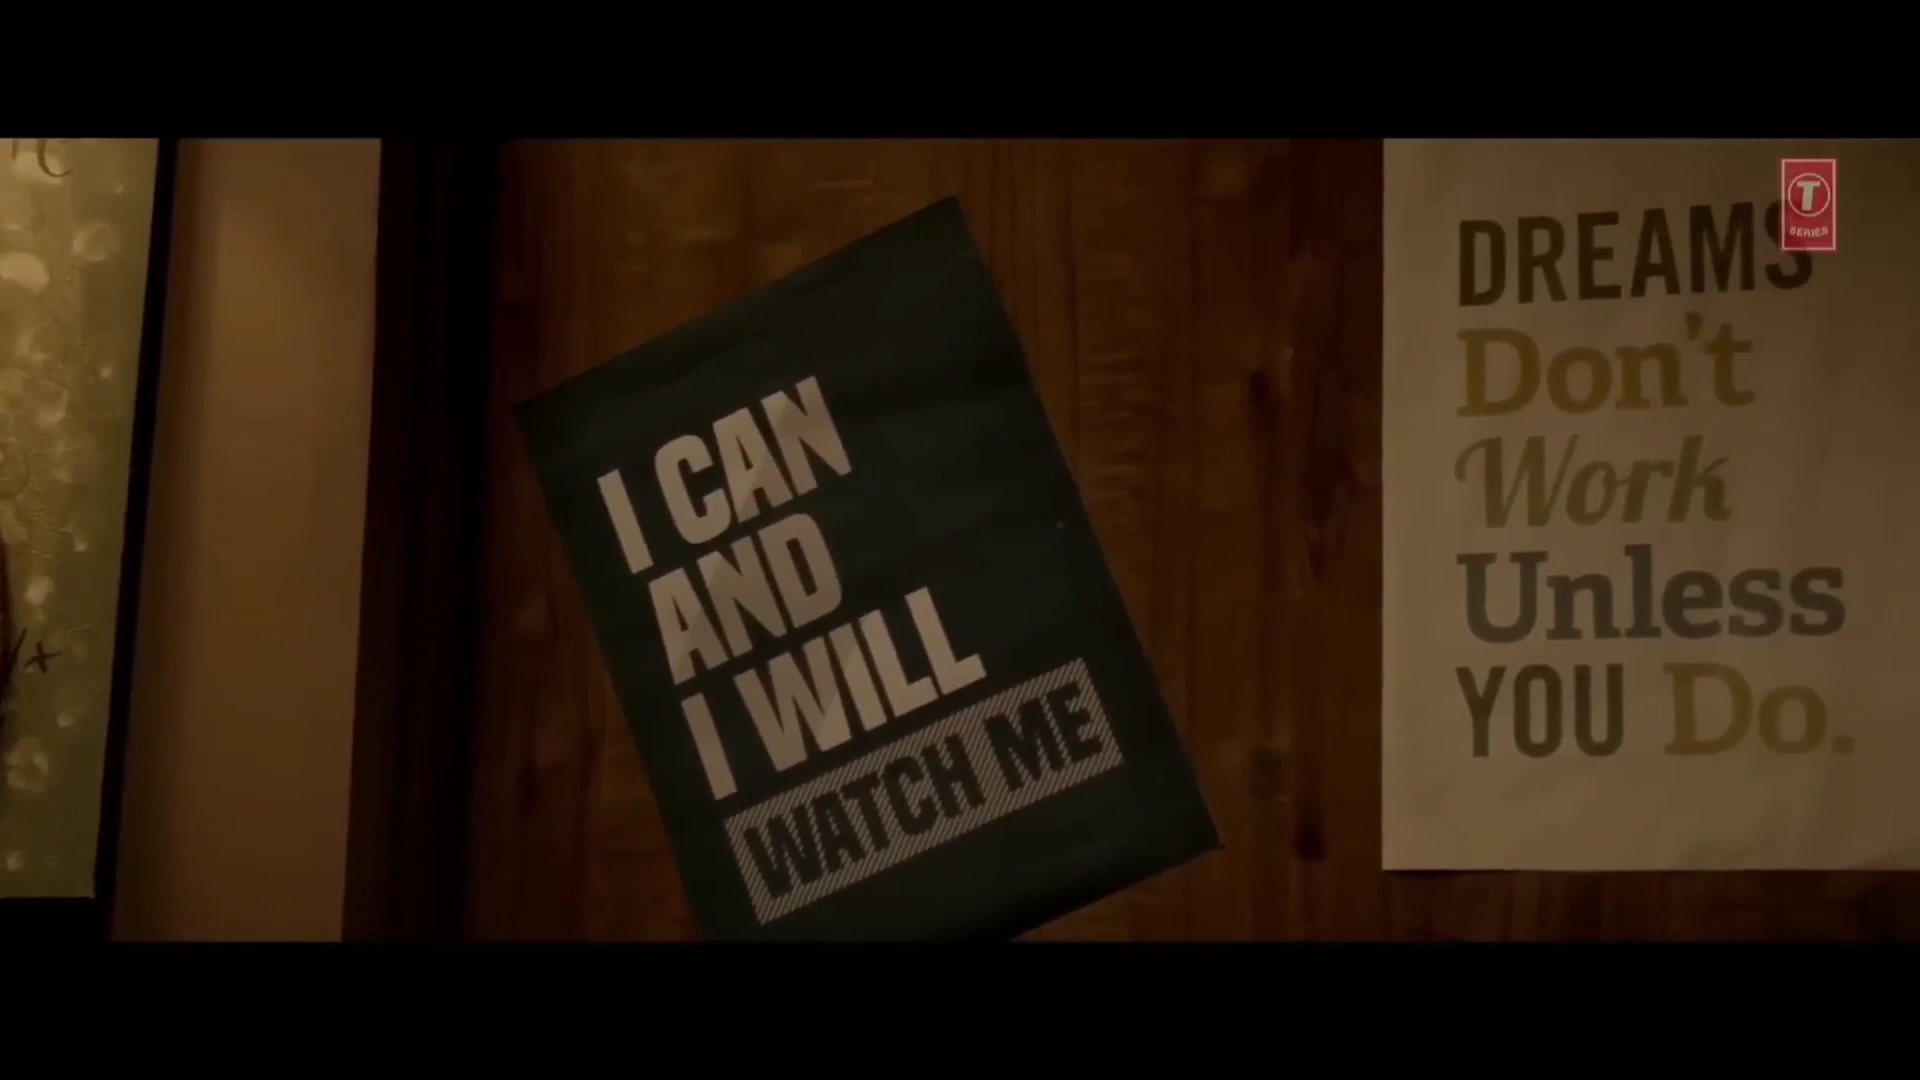 I CAN
AND
I WILL
WATCH ME
DREAMS
Don't
Work
Unless
YOU Do.
T
SERIES